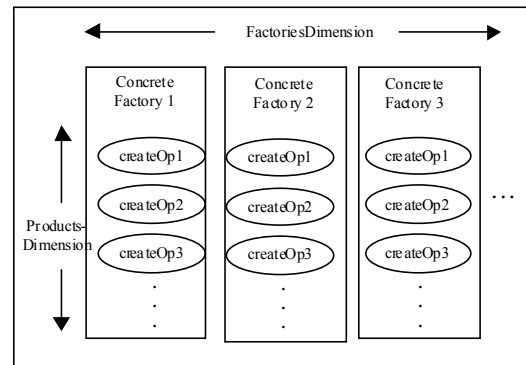 FactoriesDimension
Concrete
Factory 1
Concrete
Factory 2
Concrete
Factory 3
createOp1
createOp1
createOp1
createOp2
createOp2
createOp2
...
Products-
Dimension
createOp3
createOp3
createOp3